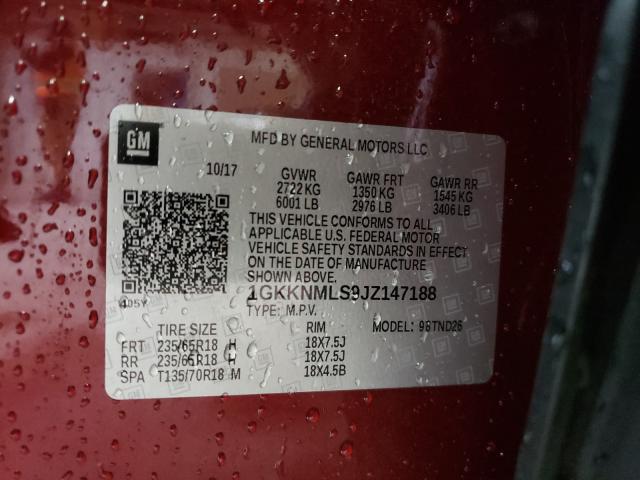 GM
MFD BY GENERAL MOTORS LLC
10/17 GVWR GAWR FRT GAWR RR
2722 KG 1350 KG 1545 KG
6001 LB 2976 LB 3406 LB
THIS VEHICLE CONFORMS TO ALL
APPLICABLE U.S. FEDERAL MOTOR
VEHICLE SAFETY STANDARDS IN EFFECT
ON THE DATE OF MANUFACTURE
SHOWN ABOVE.
405Y 1GKKNMLS9JZ147188
TYPE: M.P.V. MODEL: 98TND26
TIRE SIZE RIM
FRT 235/65R18 H 18X7.5J
RR 235/65R18 H 18X7.5J
SPA T135/70R18 M 18X4.5B